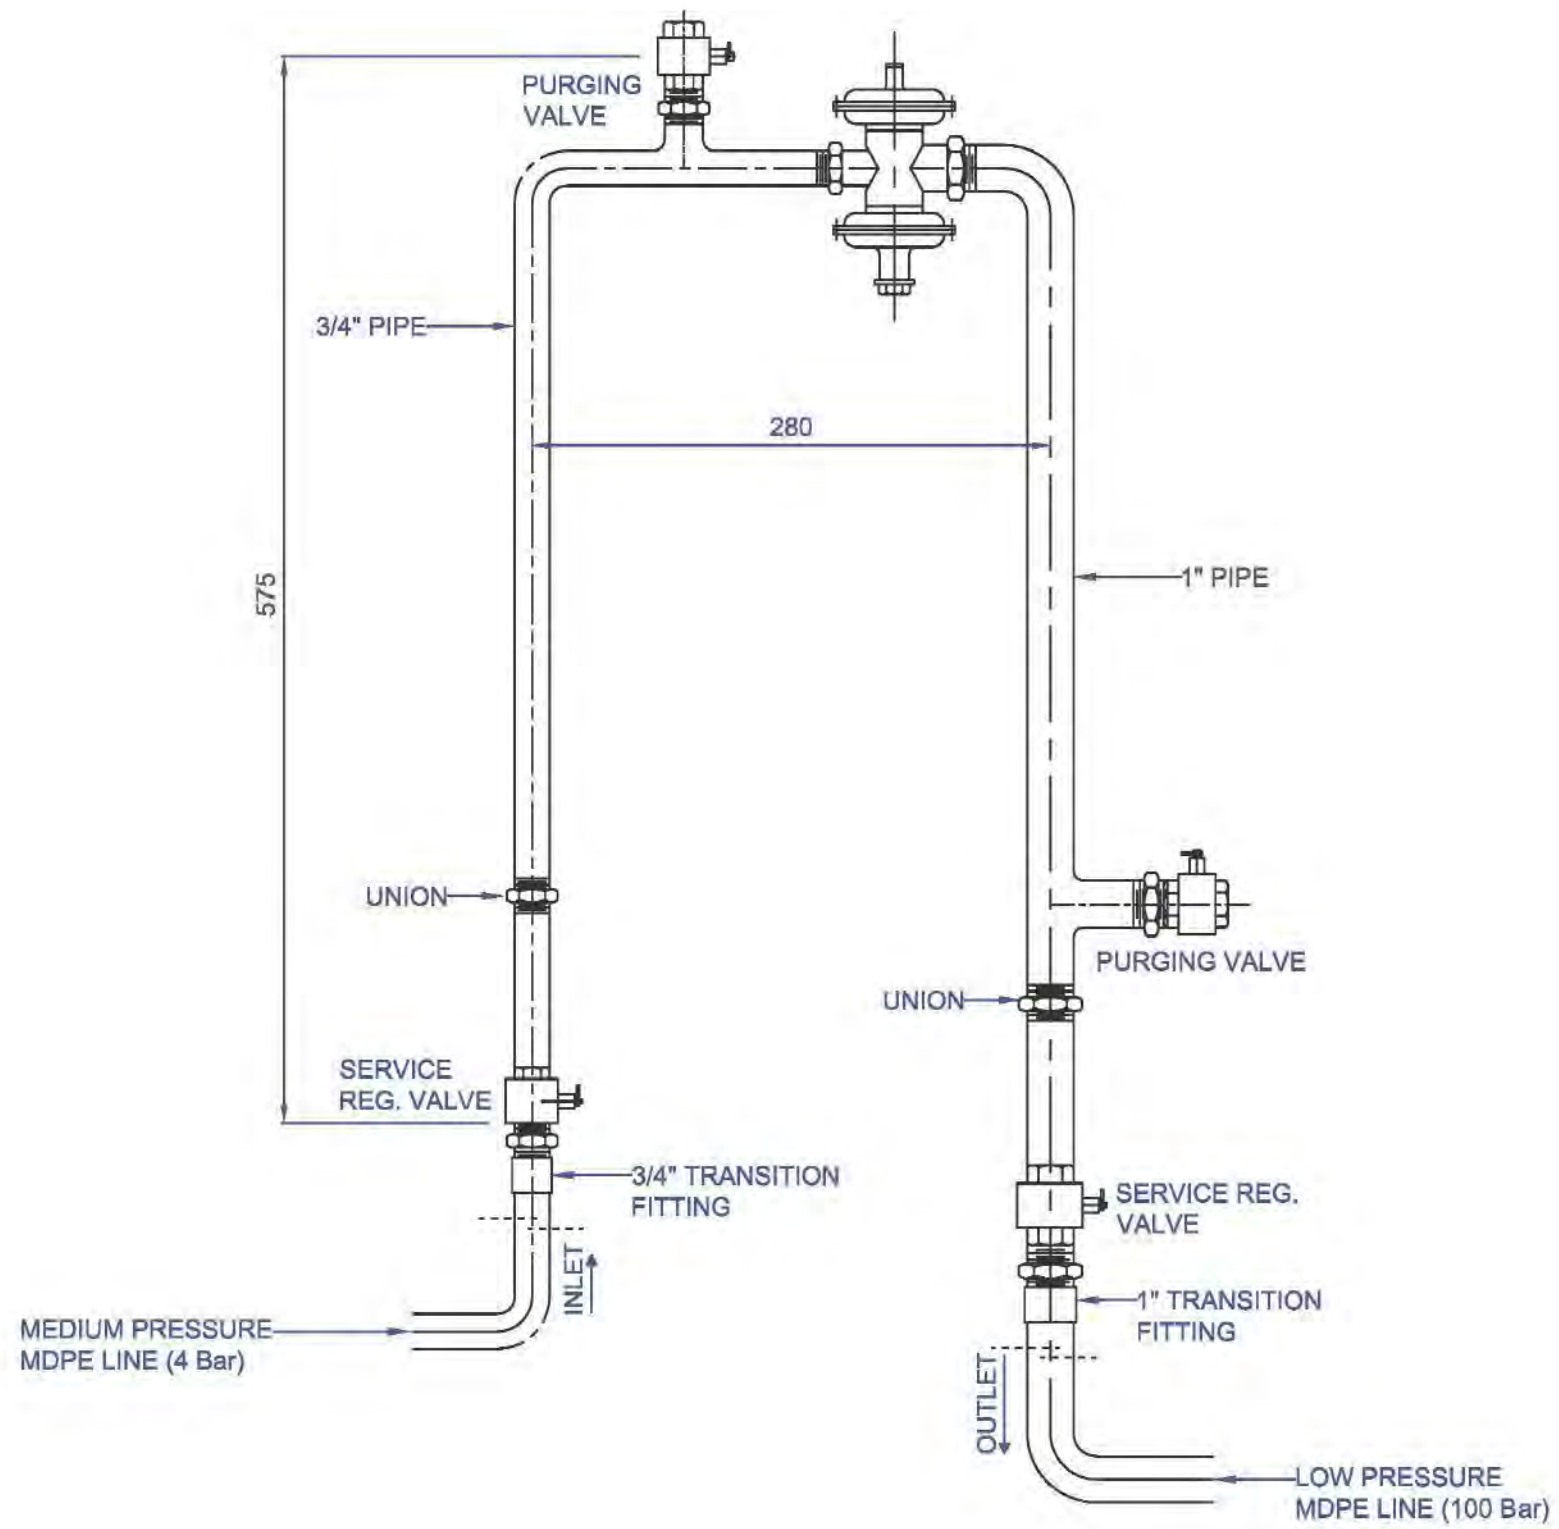 PURGING
VALVE
3/4" PIPE
280
575
1" PIPE
UNION
PURGING VALVE
UNION
SERVICE
REG. VALVE
3/4" TRANSITION
FITTING
SERVICE REG.
VALVE
INLET
1" TRANSITION
FITTING
MEDIUM PRESSURE
MDPE LINE (4 Bar)
OUTLET
LOW PRESSURE
MDPE LINE (100 Bar)